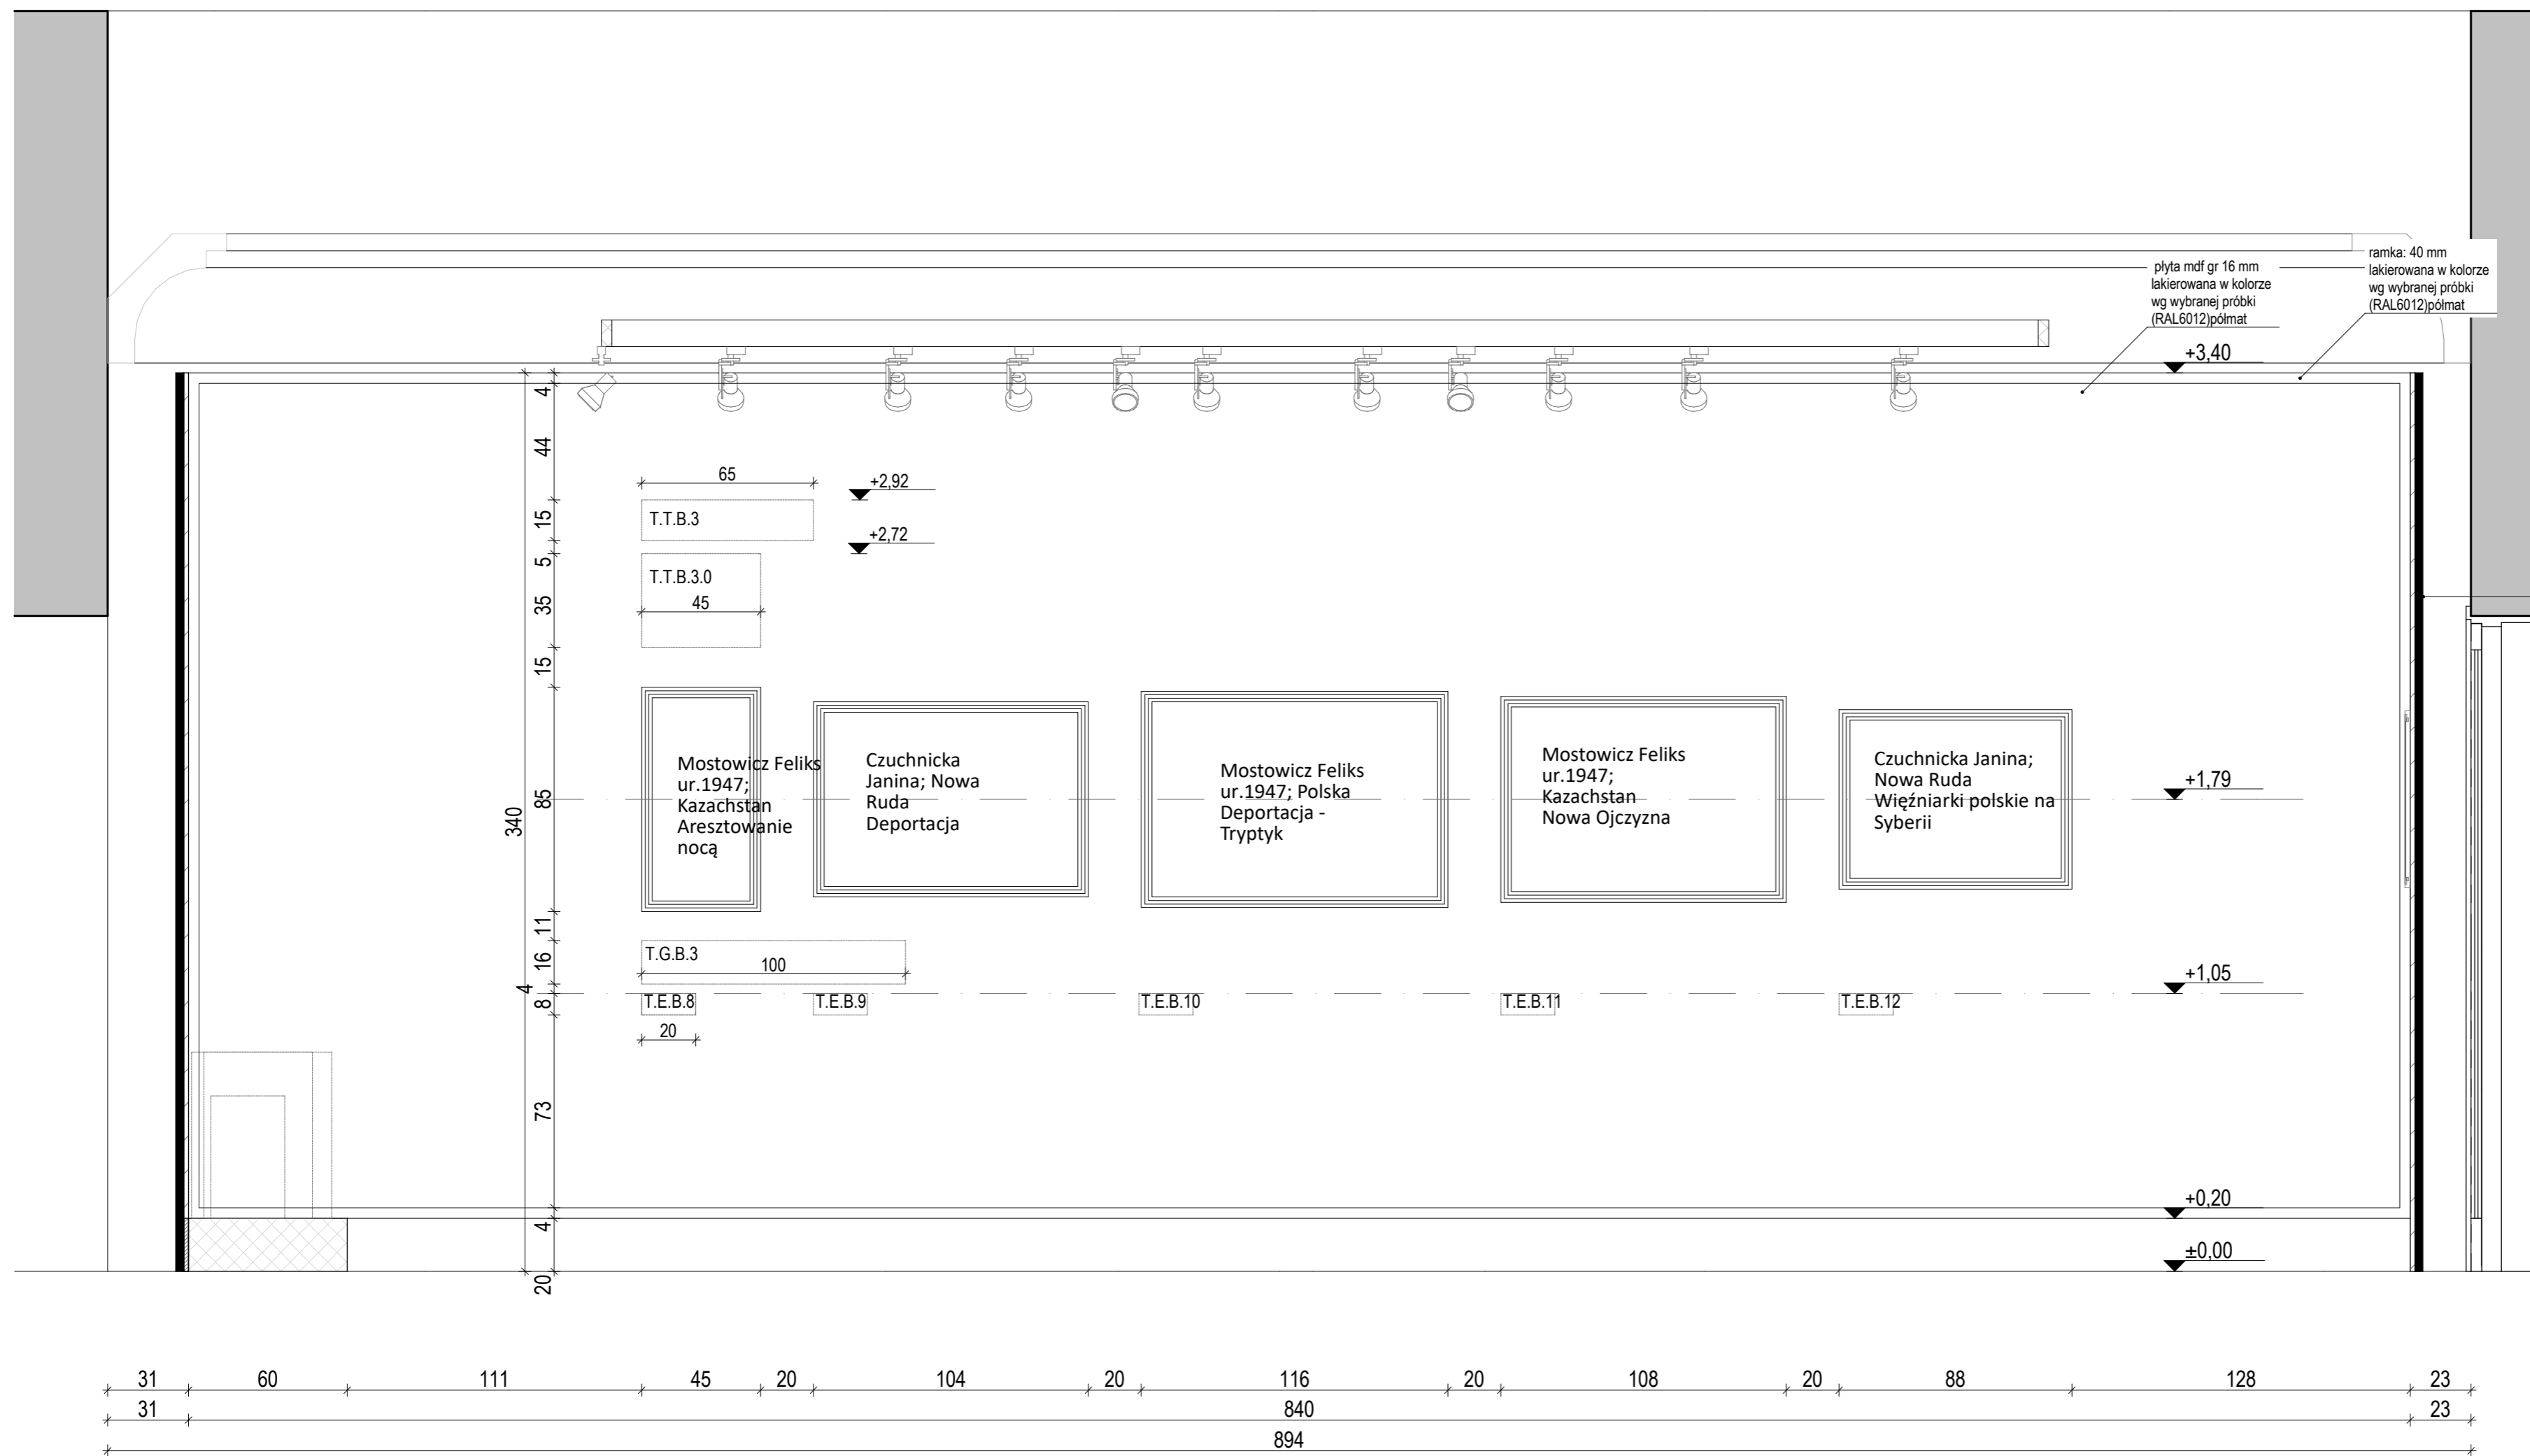 ramka: 40 mm
lakierowana w kolorze
wg wybranej próbki
(RAL6012)półmat
płyta mdf gr 16 mm
lakierowana w kolorze
wg wybranej próbki
(RAL6012)półmat
+3,40
4
44
65
+2,92
15
T.T.B.3
+2,72
5
T.T.B.3.0
35
45
15
Mostowicz Feliks
ur.1947;
Kazachstan
Aresztowanie
nocą
Czuchnicka
Janina; Nowa
Ruda
Deportacja
Mostowicz Feliks
ur.1947; Polska
Deportacja -
Tryptyk
Mostowicz Feliks
ur.1947;
Kazachstan
Nowa Ojczyzna
Czuchnicka Janina;
Nowa Ruda
Więźniarki polskie na
Syberii
+1,79
85
340
11
T.G.B.3
16
100
+1,05
4
8
T.E.B.8
T.E.B.9
T.E.B.10
T.E.B.11
T.E.B.12
20
73
+0,20
4
±0,00
20
31 60 111 45 20 104 20 116 20 108 20 88 128 23
31 840 23
894